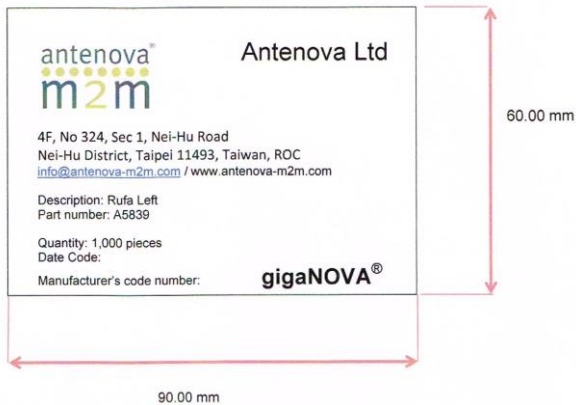 antenova®
m2m
Antenova Ltd
60.00 mm
4F, No 324, Sec 1, Nei-Hu Road
Nei-Hu District, Taipei 11493, Taiwan, ROC
info@antenova-m2m.com / www.antenova-m2m.com
Description: Rufa Left
Part number: A5839
Quantity: 1,000 pieces
Date Code:
Manufacturer's code number:
gigaNOVA®
90.00 mm